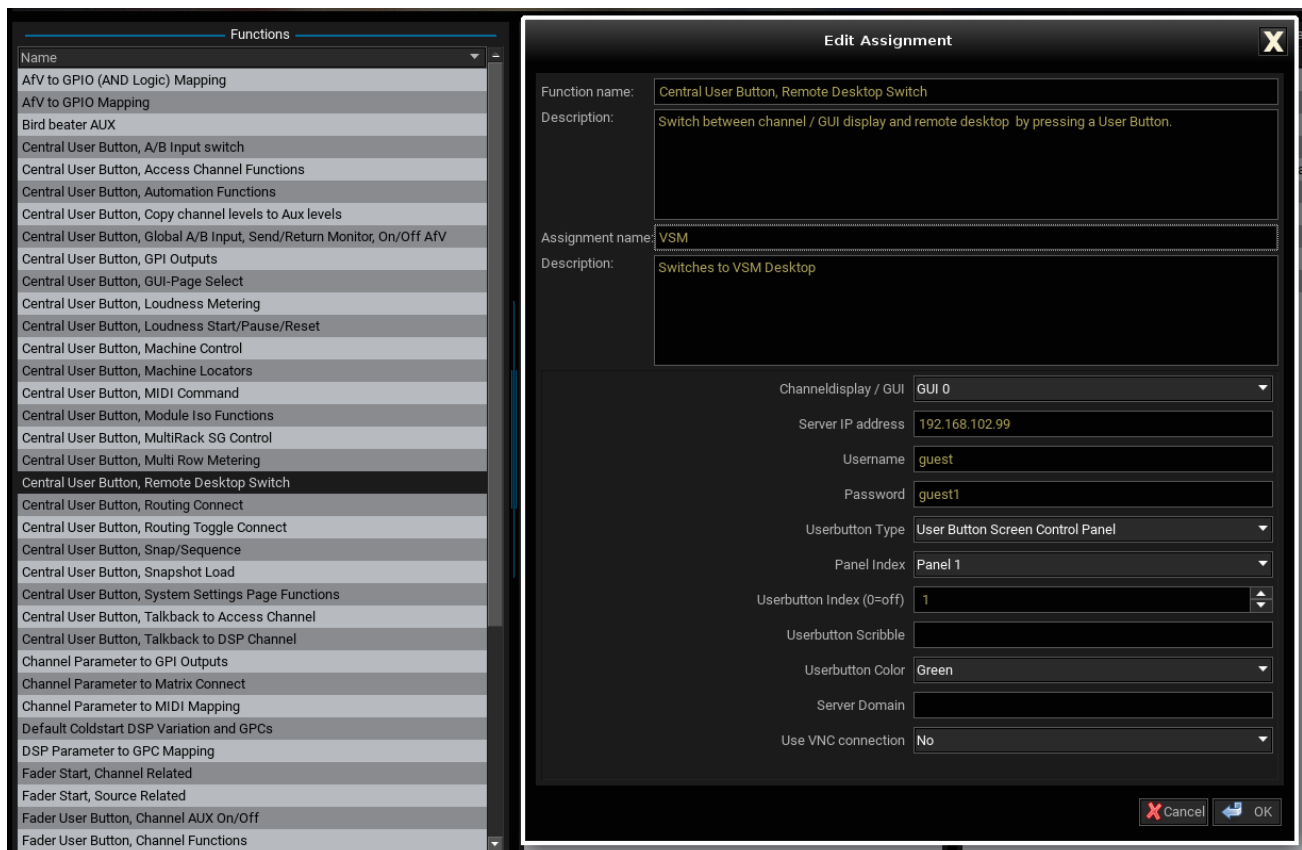 Functions
Name
AfV to GPIO (AND Logic) Mapping
AfV to GPIO Mapping
Bird beater AUX
Central User Button, A/B Input switch
Central User Button, Access Channel Functions
Central User Button, Automation Functions
Central User Button, Copy channel levels to Aux levels
Central User Button, Global A/B Input, Send/Return Monitor, On/Off AfV
Central User Button, GPI Outputs
Central User Button, GUI-Page Select
Central User Button, Loudness Metering
Central User Button, Loudness Start/Pause/Reset
Central User Button, Machine Control
Central User Button, Machine Locators
Central User Button, MIDI Command
Central User Button, Module Iso Functions
Central User Button, MultiRack SG Control
Central User Button, Multi Row Metering
Central User Button, Remote Desktop Switch
Central User Button, Routing Connect
Central User Button, Routing Toggle Connect
Central User Button, Snap/Sequence
Central User Button, Snapshot Load
Central User Button, System Settings Page Functions
Central User Button, Talkback to Access Channel
Central User Button, Talkback to DSP Channel
Channel Parameter to GPI Outputs
Channel Parameter to Matrix Connect
Channel Parameter to MIDI Mapping
Default Coldstart DSP Variation and GPCs
DSP Parameter to GPC Mapping
Fader Start, Channel Related
Fader Start, Source Related
Fader User Button, Channel AUX On/Off
Fader User Button, Channel Functions
Edit Assignment
X
Function name: Central User Button, Remote Desktop Switch
Description: Switch between channel / GUI display and remote desktop by pressing a User Button.
Assignment name: VSM
Description: Switches to VSM Desktop
Channeldisplay / GUI GUI 0
Server IP address 192.168.102.99
Username guest
Password guest1
Userbutton Type User Button Screen Control Panel
Panel Index Panel 1
Userbutton Index (0=off) 1
Userbutton Scribble
Userbutton Color Green
Server Domain
Use VNC connection No
Cancel OK